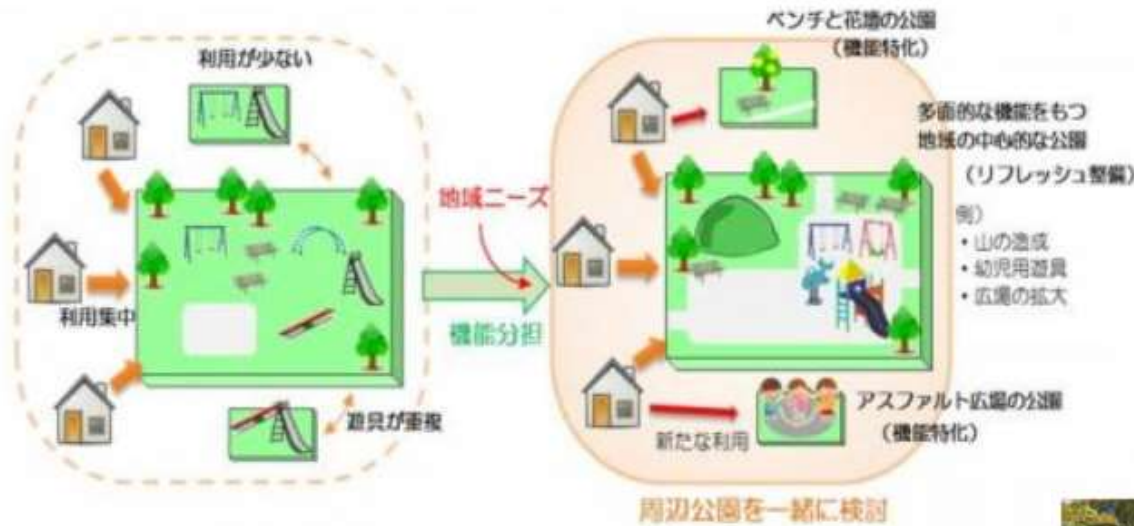 利用が少ない
利用集中
遊具が重複
地域ニーズ
機能分担
ベンチと花壇の公園
（機能特化）
多面的な機能をもつ
地域の中心的な公園
（リフレッシュ整備）
例）
・山の造成
・幼児用遊具
・広場の拡大
アスファルト広場の公園
（機能特化）
新たな利用
周辺公園を一緒に検討